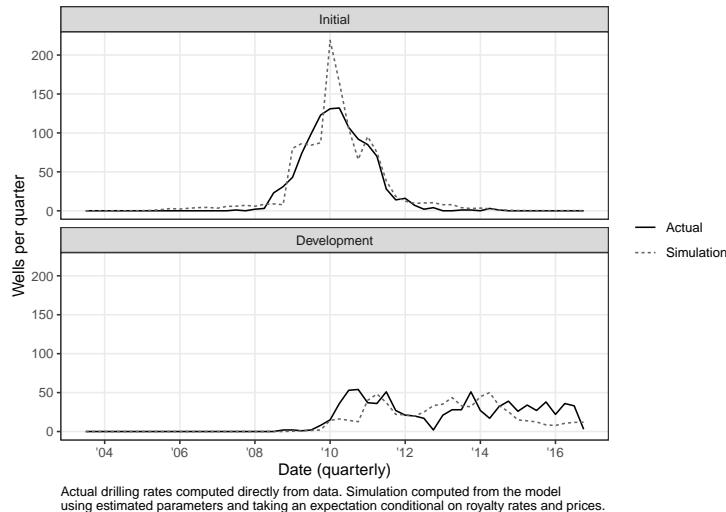 Initial
200
150
100
50
0
Wells per quarter
Development
200
150
100
50
0
'04 '06 '08 '10 '12 '14 '16
Date (quarterly)
Actual
Simulation
Actual drilling rates computed directly from data. Simulation computed from the model
using estimated parameters and taking an expectation conditional on royalty rates and prices.